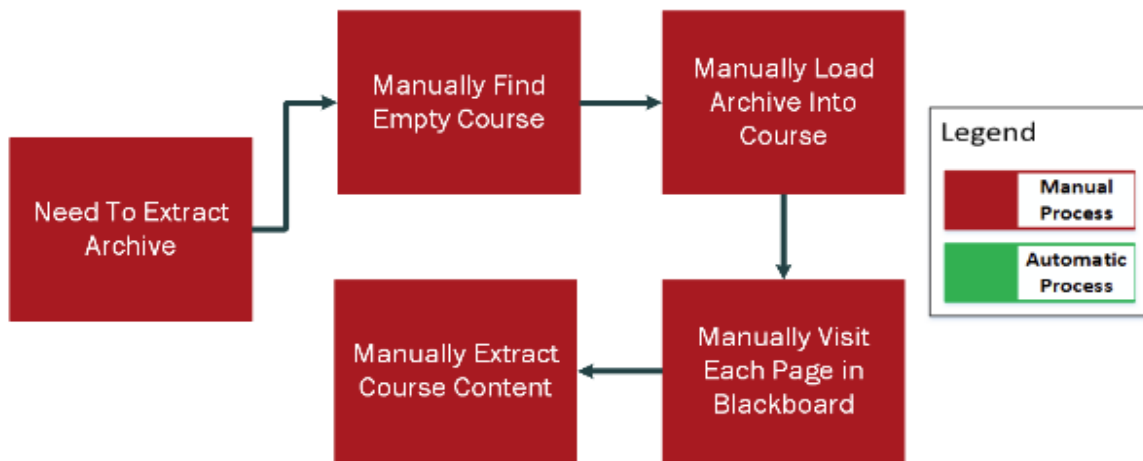 Need To Extract
Archive
Manually Find
Empty Course
Manually Load
Archive Into
Course
Manually Visit
Each Page in
Blackboard
Manually Extract
Course Content
Legend
Manual
Process
Automatic
Process